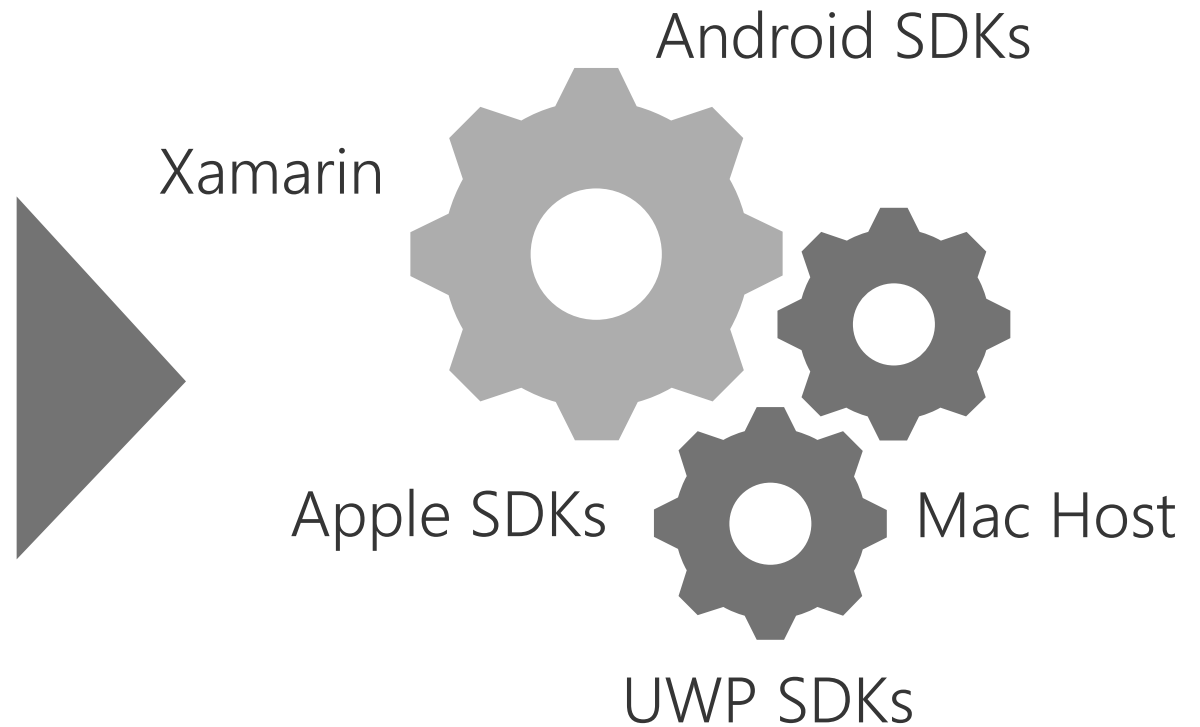 Android SDKs
Xamarin
Apple SDKs
Mac Host
UWP SDKs